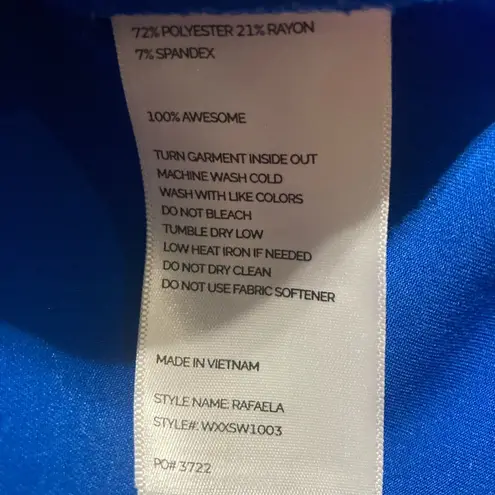 72% POLYESTER 21% RAYON
7% SPANDEX
100% AWESOME
TURN GARMENT INSIDE OUT
MACHINE WASH COLD
WASH WITH LIKE COLORS
DO NOT BLEACH
TUMBLE DRY LOW
LOW HEAT IRON IF NEEDED
DO NOT DRY CLEAN
DO NOT USE FABRIC SOFTENER
MADE IN VIETNAM
STYLE NAME: RAFAELA
STYLE#: WXXSW1003
PO# 3722